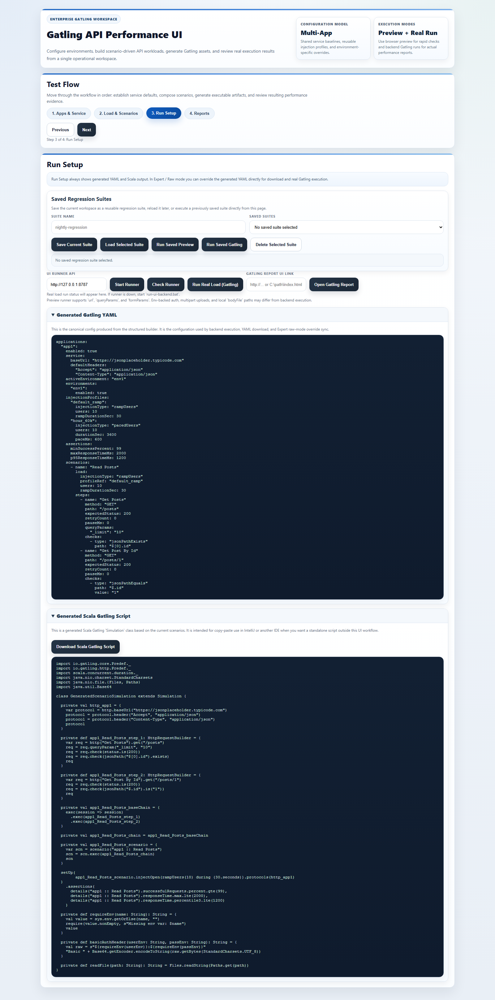 ENTERPRISE GATLING WORKSPACE
Gatling API Performance UI
Configure environments, build scenario-driven API workloads, generate Gatling assets, and review real execution results
from a single operational workspace.
CONFIGURATION MODEL
Multi-App
Shared service baselines, reusable
injection profiles, and environment-
specific overrides.
EXECUTION MODES
Preview + Real Run
Use browser preview for rapid checks
and backend Gatling runs for actual
performance reports.
Test Flow
Move through the workflow in order: establish service defaults, compose scenarios, generate executable artifacts, and review resulting performance
evidence.
1. Apps & Service
2. Load & Scenarios
3. Run Setup
4. Reports
Previous
Next
Step 3 of 4: Run Setup
Run Setup
Run Setup always shows generated YAML and Scala output. In Expert / Raw mode you can override the generated YAML directly for download and real Gatling execution.
Saved Regression Suites
Save the current workspace as a reusable regression suite, reload it later, or execute a previously saved suite directly from this page.
SUITE NAME
nightly-regression
SAVED SUITES
No saved suite selected
Save Current Suite
Load Selected Suite
Run Saved Preview
Run Saved Gatling
Delete Selected Suite
No saved regression suite selected.
UI RUNNER API
http://127.0.0.1:8787
Start Runner
Check Runner
Run Real Load (Gatling)
GATLING REPORT UI LINK
http://... or C:\path\index.html
Open Gatling Report
Real load run status will appear here. If runner is down, start `run-ui-backend.bat`.
Preview runner supports `url`, `queryParams`, and `formParams`. Env-backed auth, multipart uploads, and local `bodyFile` paths may differ from backend execution.
▼ Generated Gatling YAML
This is the canonical config produced from the structured builder. It is the configuration used by backend execution, YAML download, and Expert raw-mode override sync.
applications:
  "app1":
    enabled: true
    service:
      baseUrl: "https://jsonplaceholder.typicode.com"
      defaultHeaders:
        "Accept": "application/json"
        "Content-Type": "application/json"
    activeEnvironment: "env1"
    environments:
      "env1":
        enabled: true
    injectionProfiles:
      "default_ramp":
        injectionType: "rampUsers"
        users: 10
        rampDurationSec: 30
      "hour_60k":
        injectionType: "pacedUsers"
        users: 10
        durationSec: 3600
        paceMs: 600
    assertions:
      minSuccessPercent: 99
      maxResponseTimeMs: 2000
      p95ResponseTimeMs: 1200
    scenarios:
      - name: "Read Posts"
        load:
          injectionType: "rampUsers"
          profileRef: "default_ramp"
          users: 10
          rampDurationSec: 30
        steps:
          - name: "Get Posts"
            method: "GET"
            path: "/posts"
            expectedStatus: 200
            retryCount: 0
            pauseMs: 0
            queryParams:
              "_limit": "10"
            checks:
              - type: "jsonPathExists"
                path: "$[0].id"
          - name: "Get Post By Id"
            method: "GET"
            path: "/posts/1"
            expectedStatus: 200
            retryCount: 0
            pauseMs: 0
            checks:
              - type: "jsonPathEquals"
                path: "$.id"
                value: "1"
▼ Generated Scala Gatling Script
This is a generated Scala Gatling `Simulation` class based on the current scenarios. It is intended for copy-paste use in IntelliJ or another IDE when you want a standalone script outside this UI workflow.
Download Scala Gatling Script
import io.gatling.core.Predef._
import io.gatling.http.Predef._
import scala.concurrent.duration._
import java.nio.charset.StandardCharsets
import java.nio.file.{Files, Paths}
import java.util.Base64
class GeneratedScenarioSimulation extends Simulation {
  private val http_app1 = {
    var protocol = http.baseUrl("https://jsonplaceholder.typicode.com")
    protocol = protocol.header("Accept", "application/json")
    protocol = protocol.header("Content-Type", "application/json")
    protocol
  }
  private def app1_Read_Posts_step_1: HttpRequestBuilder = {
    var req = http("Get Posts").get("/posts")
    req = req.queryParam("_limit", "10")
    req = req.check(status.is(200))
    req = req.check(jsonPath("$[0].id").exists)
    req
  }
  private def app1_Read_Posts_step_2: HttpRequestBuilder = {
    var req = http("Get Post By Id").get("/posts/1")
    req = req.check(status.is(200))
    req = req.check(jsonPath("$.id").is("1"))
    req
  }
  private val app1_Read_Posts_baseChain = {
    exec(session => session)
      .exec(app1_Read_Posts_step_1)
      .exec(app1_Read_Posts_step_2)
  }
  private val app1_Read_Posts_chain = app1_Read_Posts_baseChain
  private val app1_Read_Posts_scenario = {
    var scn = scenario("app1 :: Read Posts")
    scn = scn.exec(app1_Read_Posts_chain)
    scn
  }
  setUp(
        app1_Read_Posts_scenario.injectOpen(rampUsers(10) during (30.seconds)).protocols(http_app1)
  )
    .assertions(
      details("app1 :: Read Posts").successfulRequests.percent.gte(99),
      details("app1 :: Read Posts").responseTime.max.lte(2000),
      details("app1 :: Read Posts").responseTime.percentile3.lte(1200)
    )
  private def requireEnv(name: String): String = {
    val value = sys.env.getOrElse(name, "")
    require(value.nonEmpty, s"Missing env var: $name")
    value
  }
  private def basicAuthHeader(userEnv: String, passEnv: String): String = {
    val raw = s"${requireEnv(userEnv)}:${requireEnv(passEnv)}"
    "Basic " + Base64.getEncoder.encodeToString(raw.getBytes(StandardCharsets.UTF_8))
  }
  private def readFile(path: String): String = Files.readString(Paths.get(path))
}